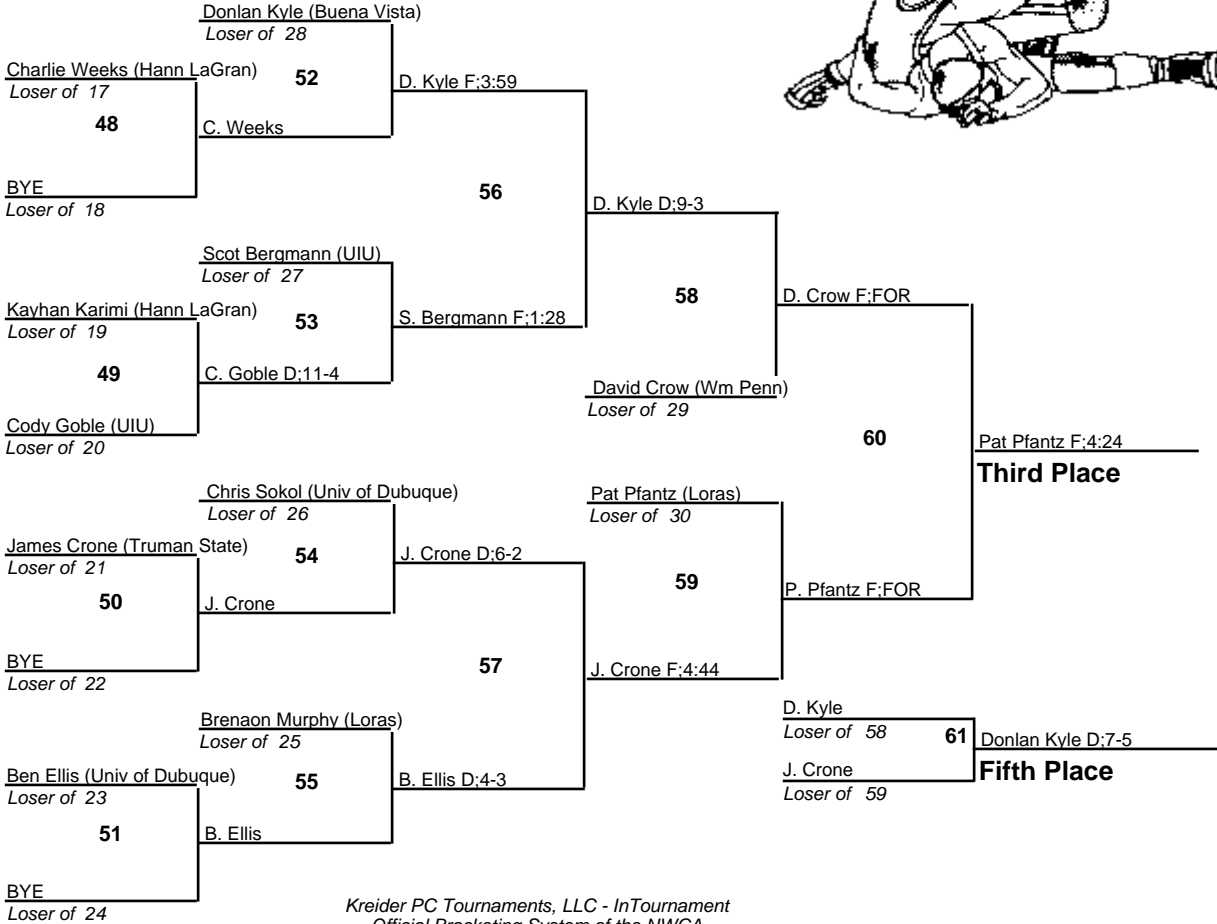 Donlan Kyle (Buena Vista)
Loser of 28
Charlie Weeks (Hann LaGran)
Loser of 17
52
D. Kyle F;3:59
48
C. Weeks
BYE
Loser of 18
56
D. Kyle D;9-3
Scot Bergmann (UIU)
Loser of 27
Kayhan Karimi (Hann LaGran)
Loser of 19
53
S. Bergmann F;1:28
58
D. Crow F;FOR
49
C. Goble D;11-4
David Crow (Wm Penn)
Loser of 29
Cody Goble (UIU)
Loser of 20
60
Pat Pfantz F;4:24
Third Place
Chris Sokol (Univ of Dubuque)
Loser of 26
Pat Pfantz (Loras)
Loser of 30
James Crone (Truman State)
Loser of 21
54
J. Crone D;6-2
50
J. Crone
59
P. Pfantz F;FOR
BYE
Loser of 22
57
J. Crone F;4:44
Brenaon Murphy (Loras)
Loser of 25
D. Kyle
Loser of 58
61
Donlan Kyle D;7-5
Fifth Place
J. Crone
Loser of 59
Ben Ellis (Univ of Dubuque)
Loser of 23
55
B. Ellis D;4-3
51
B. Ellis
BYE
Loser of 24
Kreider PC Tournaments, LLC - InTournament
Official Bracketing System of the NWCA